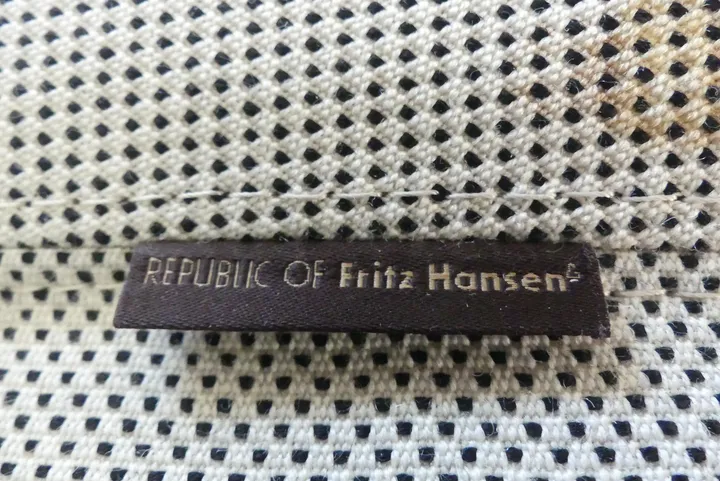 REPUBLIC OF Fritz Hansen